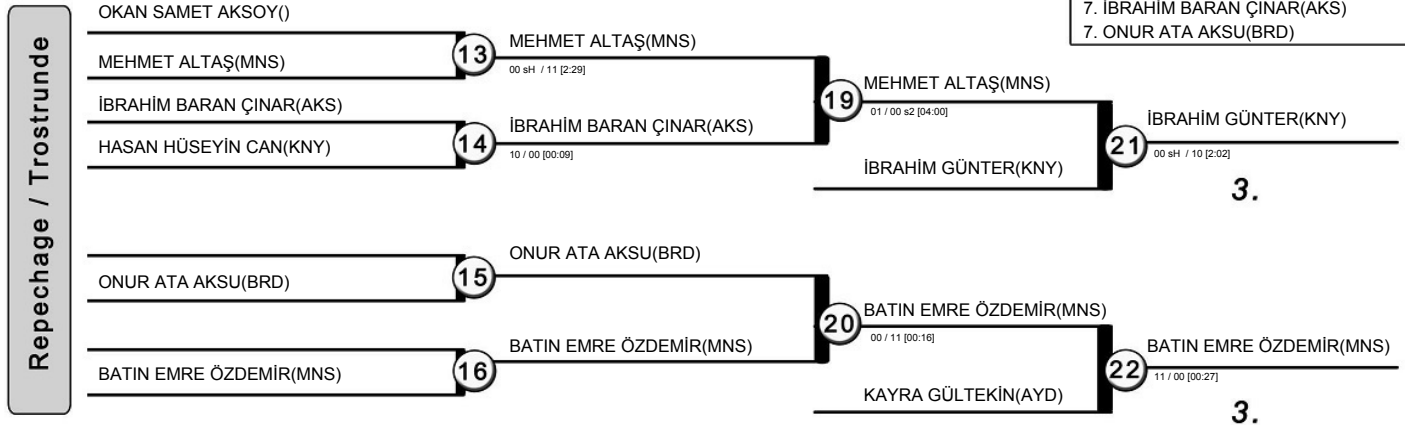 7. İBRAHİM BARAN ÇINAR(AKS)
7. ONUR ATA AKSU(BRD)
Repechage / Trostrunde
OKAN SAMET AKSOY()
MEHMET ALTAŞ(MNS)
13
MEHMET ALTAŞ(MNS)
00 sH / 11 [2:29]
İBRAHİM BARAN ÇINAR(AKS)
HASAN HÜSEYİN CAN(KNY)
14
İBRAHİM BARAN ÇINAR(AKS)
10 / 00 [00:09]
19
MEHMET ALTAŞ(MNS)
01 / 00 s2 [04:00]
İBRAHİM GÜNTER(KNY)
21
İBRAHİM GÜNTER(KNY)
00 sH / 10 [2:02]
3.
ONUR ATA AKSU(BRD)
15
ONUR ATA AKSU(BRD)
BATIN EMRE ÖZDEMİR(MNS)
16
BATIN EMRE ÖZDEMİR(MNS)
20
BATIN EMRE ÖZDEMİR(MNS)
00 / 11 [00:16]
KAYRA GÜLTEKİN(AYD)
22
BATIN EMRE ÖZDEMİR(MNS)
11 / 00 [00:27]
3.